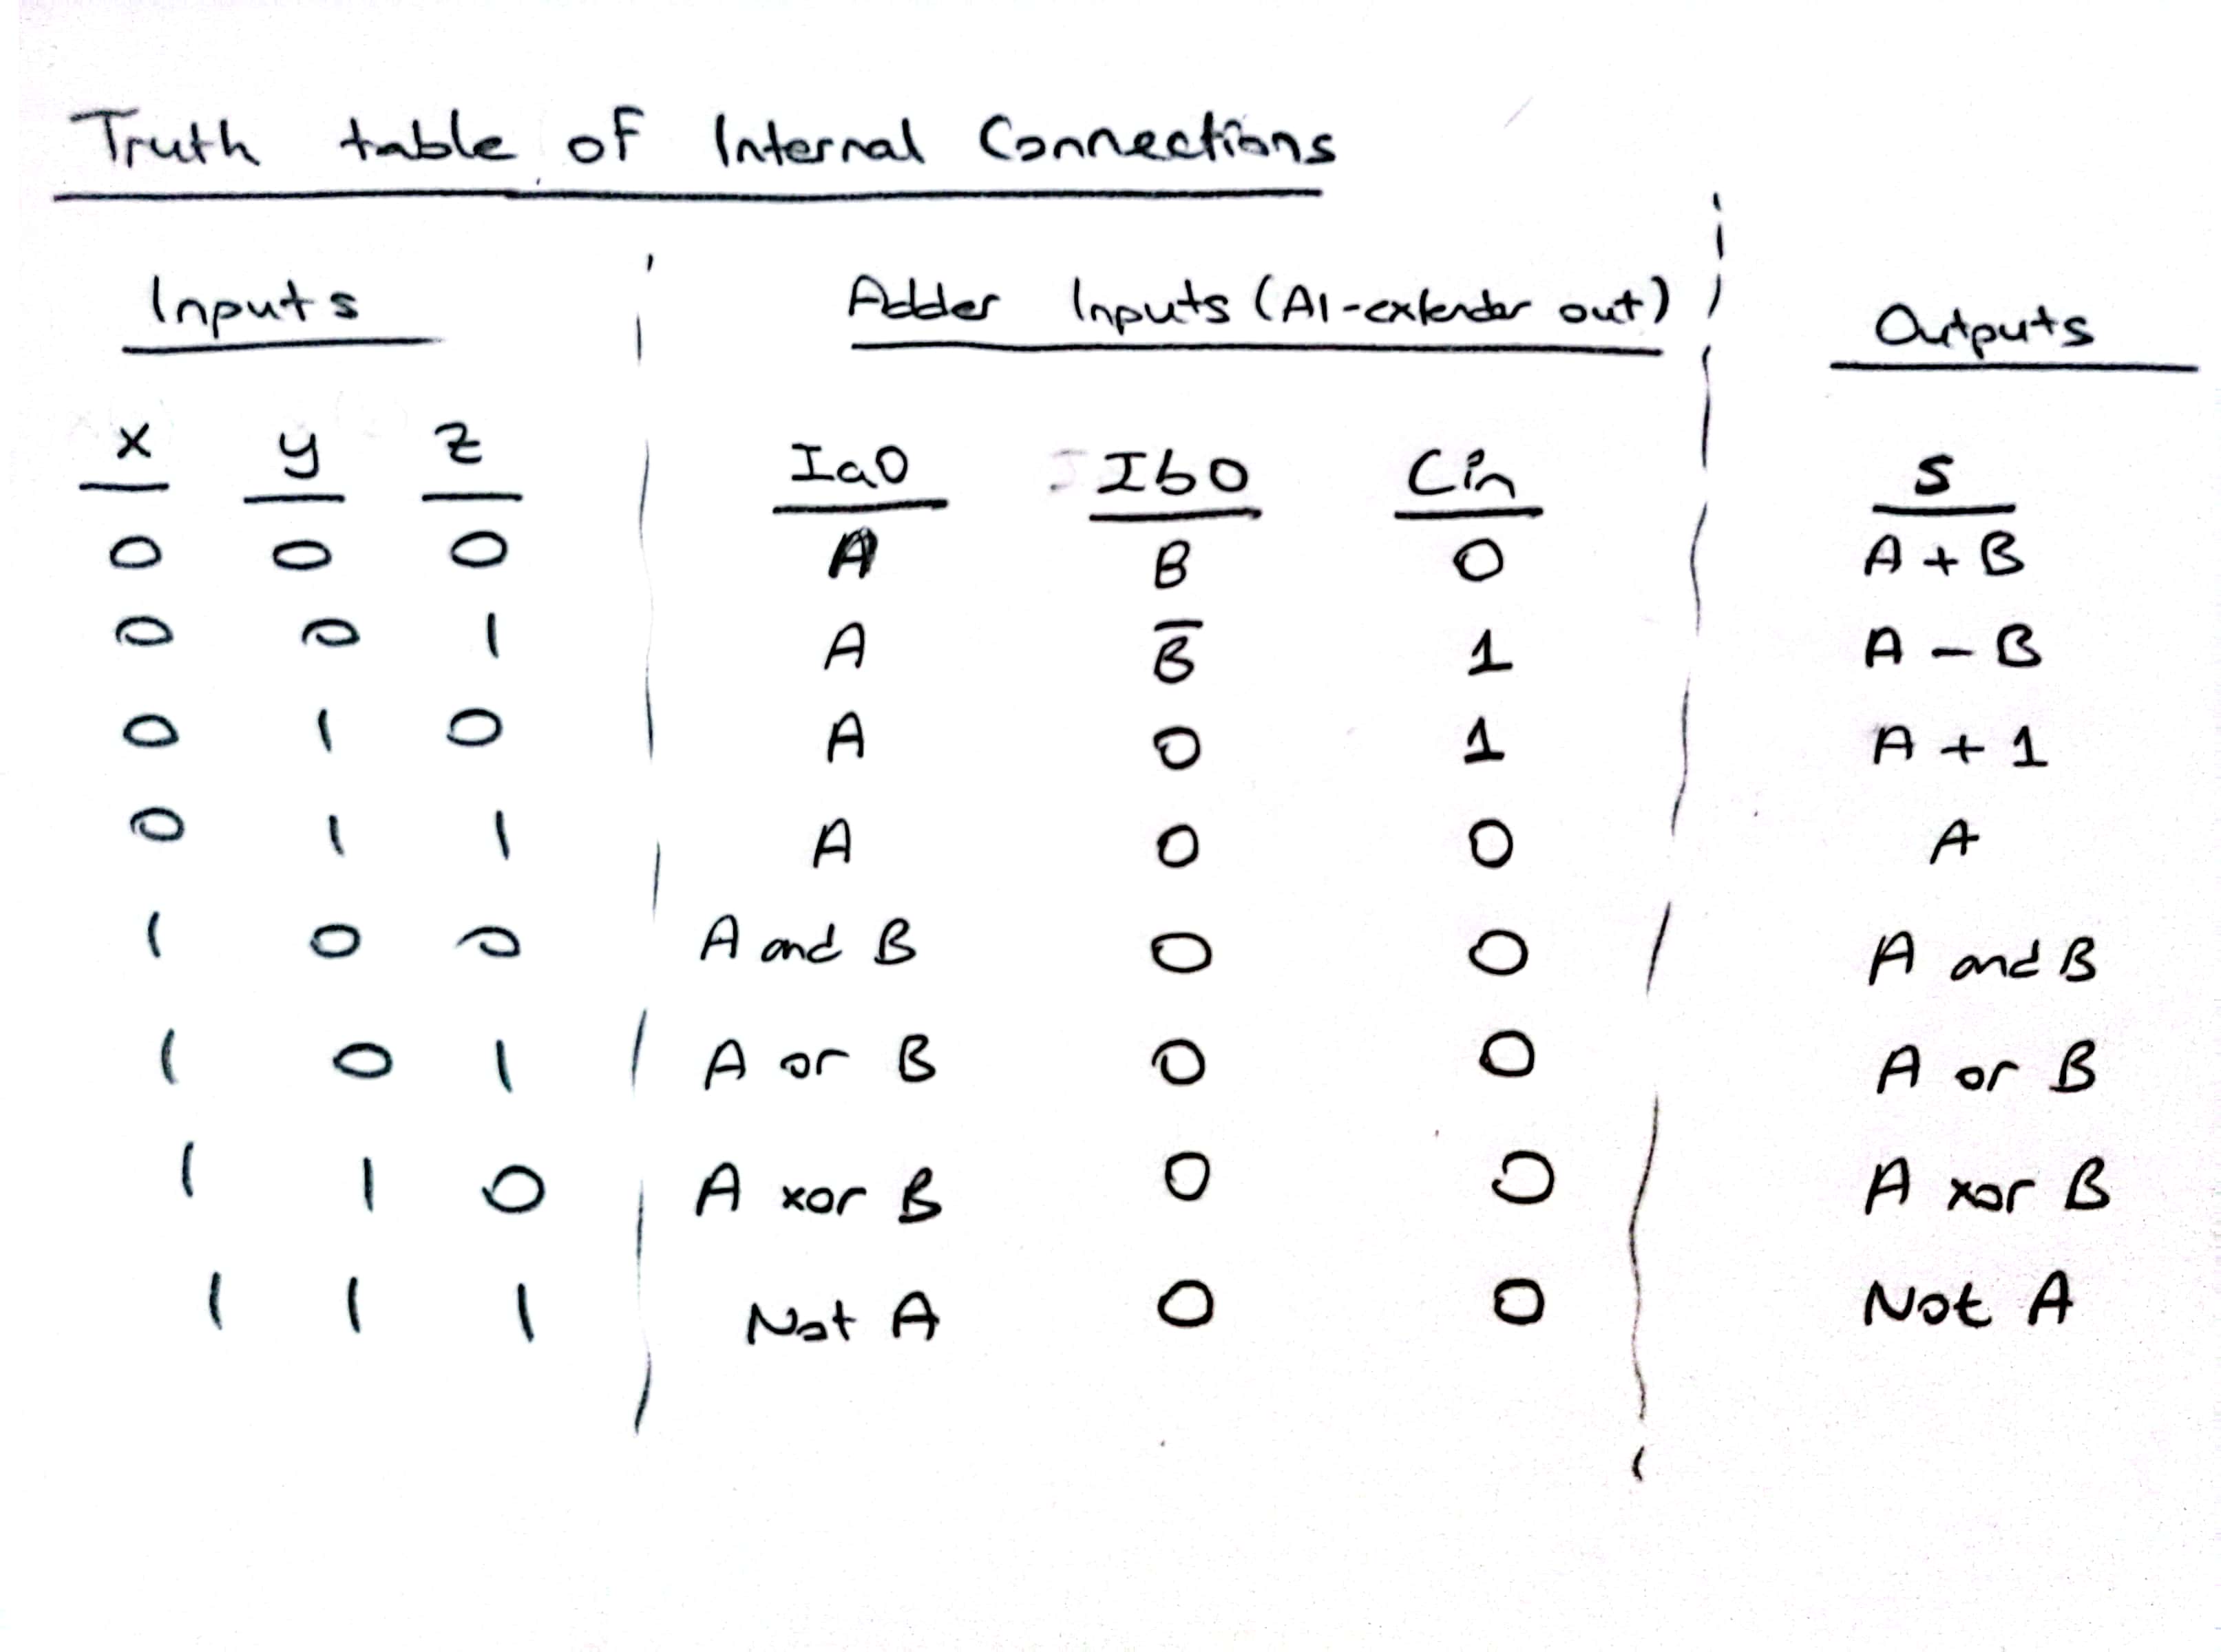 Truth table of Internal Connections
Inputs Adder Inputs (Al-extender out) Outputs
x y z Ia0 Ib0 Cin S
0 0 0 A B 0 A + B
0 0 1 A B̅ 1 A - B
0 1 0 A 0 1 A + 1
0 1 1 A 0 0 A
1 0 0 A and B 0 0 A and B
1 0 1 A or B 0 0 A or B
1 1 0 A xor B 0 0 A xor B
1 1 1 Not A 0 0 Not A